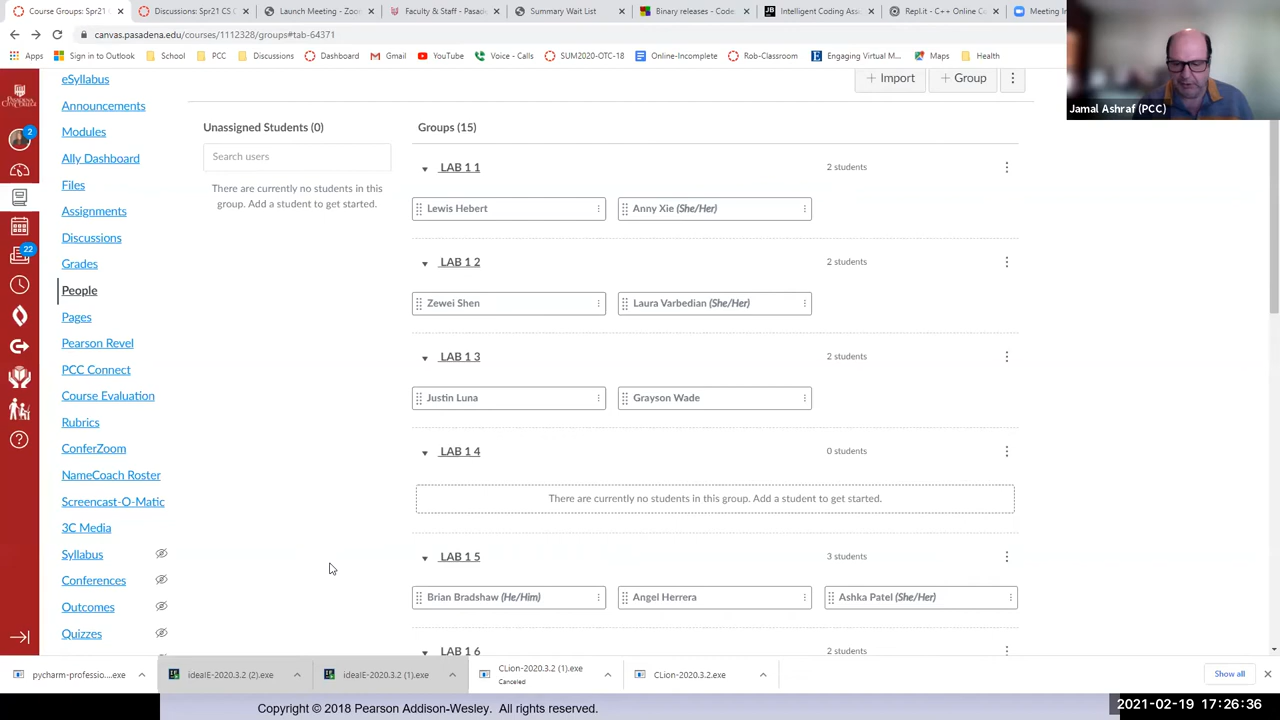 Course Groups: Spr21 CS
Discussions: Spr21 CS D
Launch Meeting - Zoo
Faculty & Staff - Pasade
Summary Wait List
Binary releases - Code:
Intelligent Coding Assi
Repl.it - C++ Online Co
Meeting In
canvas.pasadena.edu/courses/1112328/groups#tab-64371
Apps
Sign in to Outlook
School
PCC
Discussions
Dashboard
Gmail
YouTube
Voice - Calls
SUM2020-OTC-18
Online-Incomplete
Rob-Classroom
Engaging Virtual M...
Maps
Health
Jamal Ashraf (PCC)
PASADENA
CITY COLLEGE
2
22
eSyllabus
Announcements
Modules
Ally Dashboard
Files
Assignments
Discussions
Grades
People
Pages
Pearson Revel
PCC Connect
Course Evaluation
Rubrics
ConferZoom
NameCoach Roster
Screencast-O-Matic
3C Media
Syllabus
Conferences
Outcomes
Quizzes
+ Import
+ Group
Unassigned Students (0)
Search users
There are currently no students in this
group. Add a student to get started.
Groups (15)
LAB 1 1
2 students
Lewis Hebert
Anny Xie (She/Her)
LAB 1 2
2 students
Zewei Shen
Laura Varbedian (She/Her)
LAB 1 3
2 students
Justin Luna
Grayson Wade
LAB 1 4
0 students
There are currently no students in this group. Add a student to get started.
LAB 1 5
3 students
Brian Bradshaw (He/Him)
Angel Herrera
Ashka Patel (She/Her)
LAB 1 6
2 students
pycharm-professio....exe
ideaIE-2020.3.2 (2).exe
ideaIE-2020.3.2 (1).exe
CLion-2020.3.2 (1).exe
Canceled
CLion-2020.3.2.exe
Show all
Copyright © 2018 Pearson Addison-Wesley. All rights reserved.
2021-02-19 17:26:36